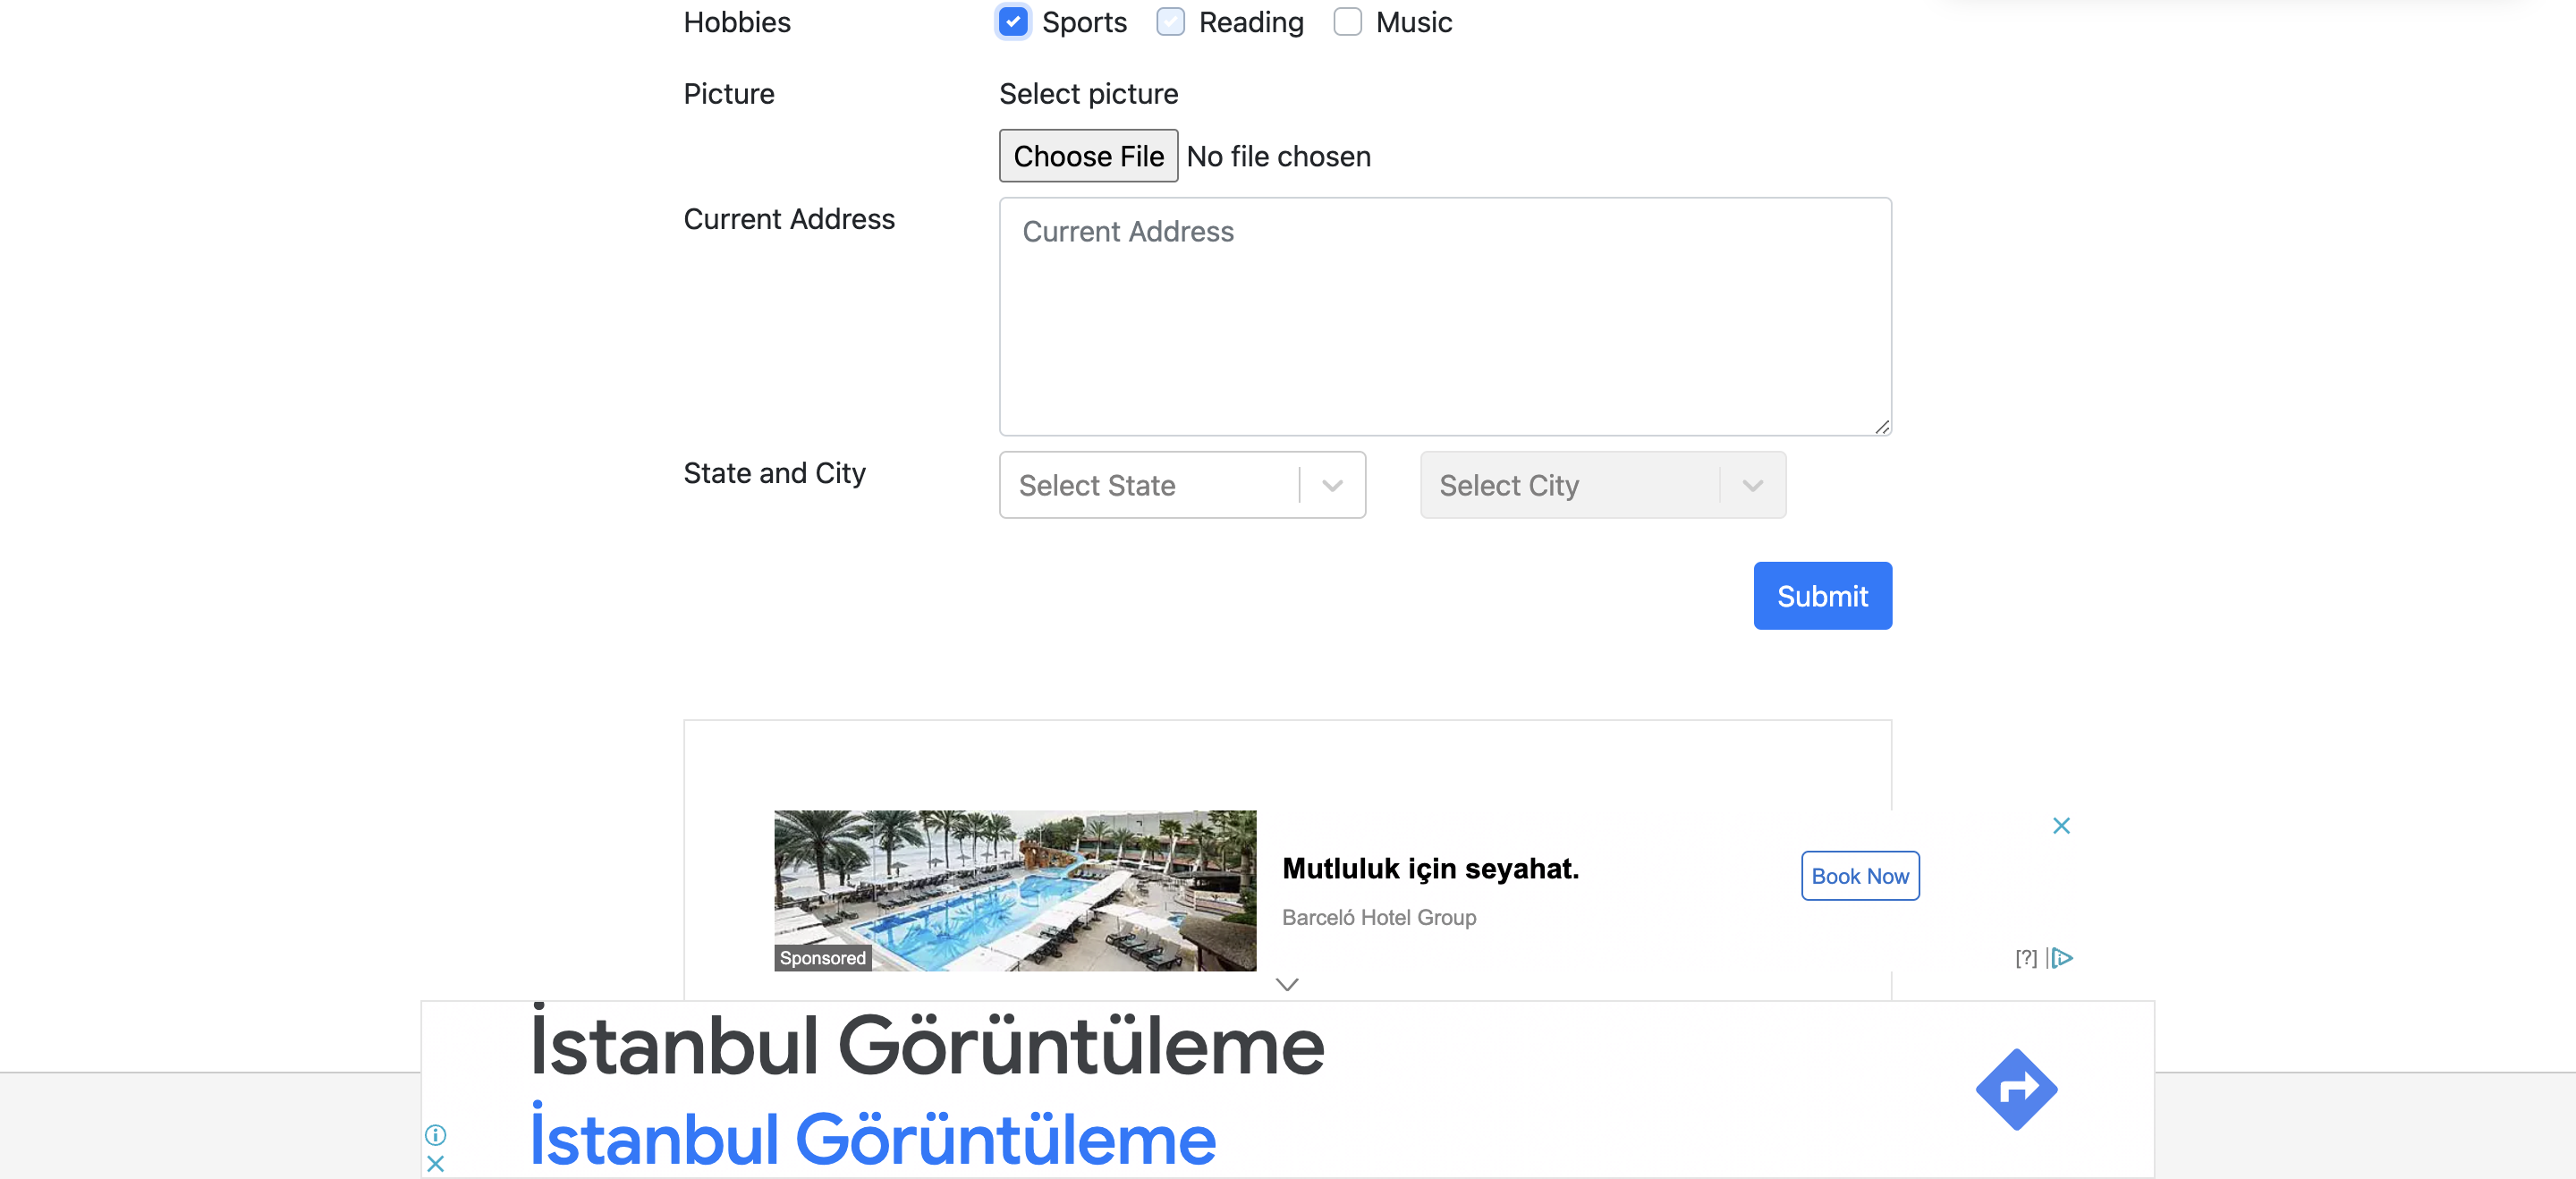 Hobbies Sports Reading Music
Picture Select picture
Choose File No file chosen
Current Address Current Address
State and City Select State Select City
Submit
Mutluluk için seyahat.
Barceló Hotel Group
Book Now
Sponsored
[?]
İstanbul Görüntüleme
İstanbul Görüntüleme